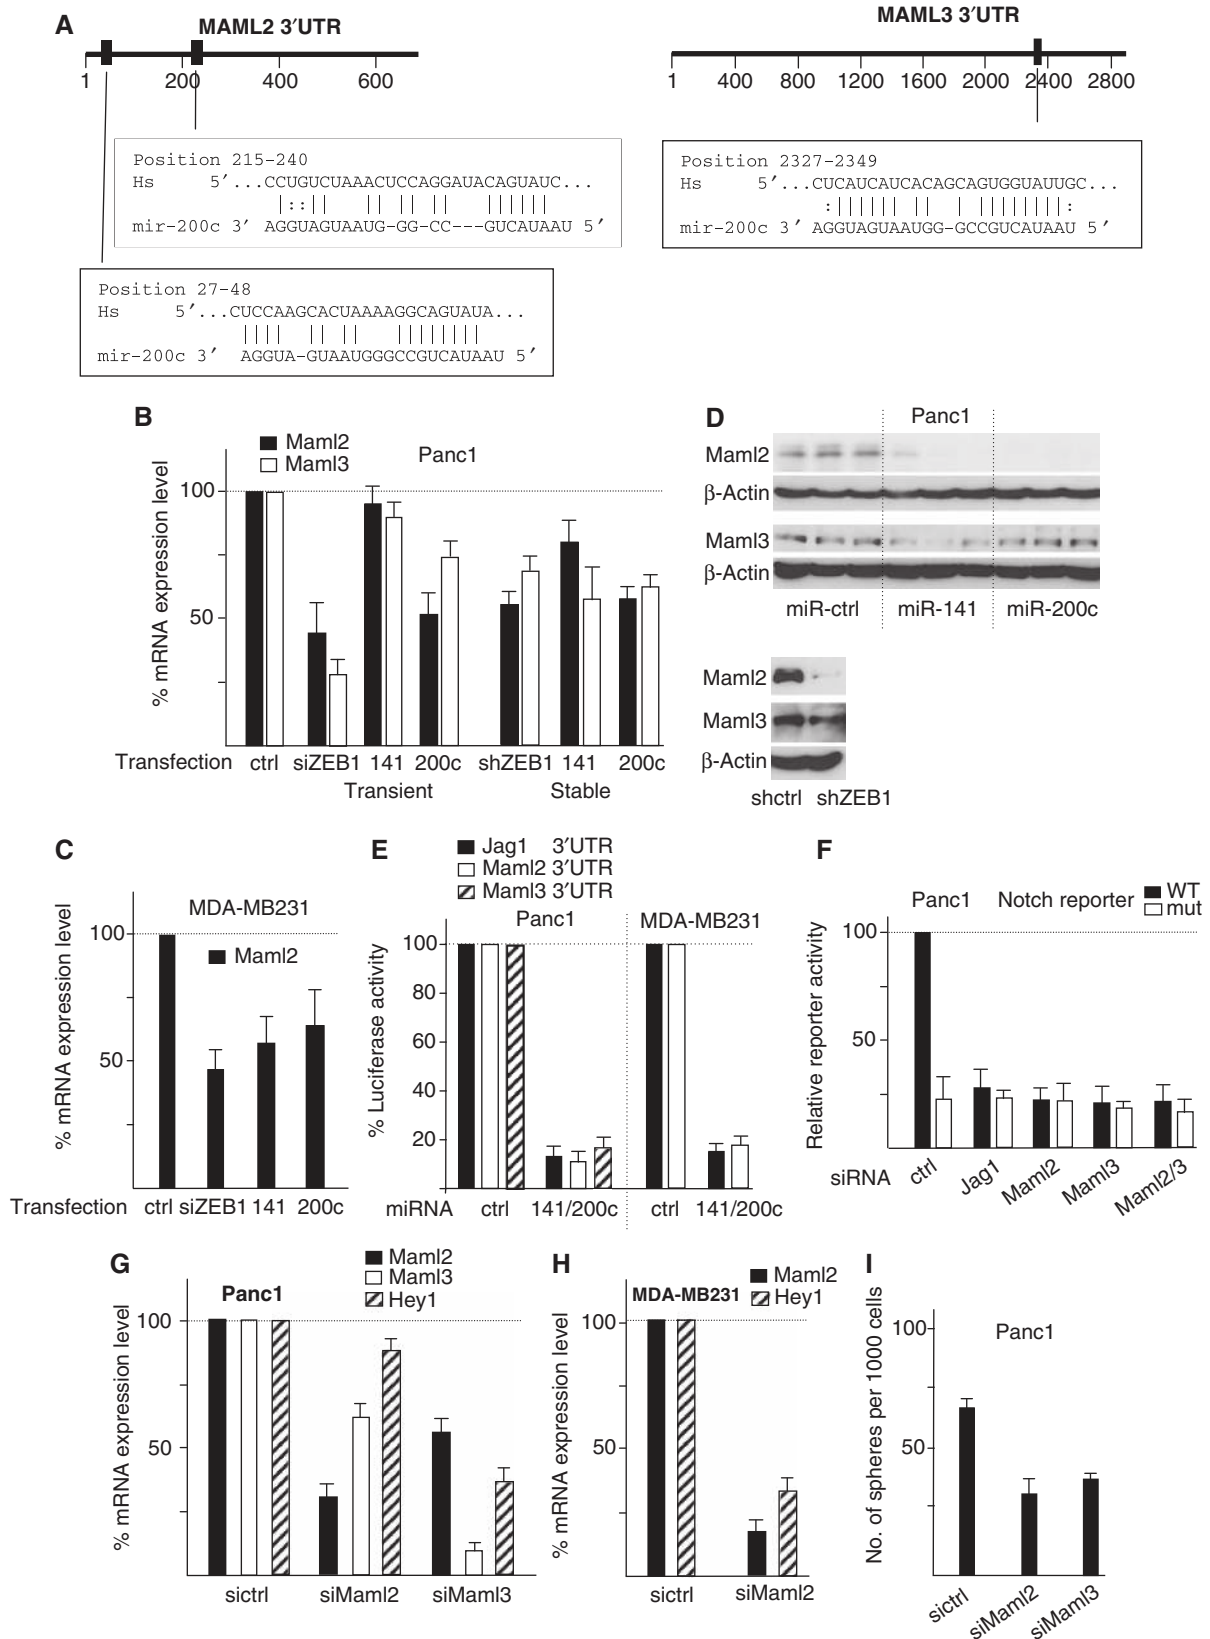 A
MAML2 3′UTR
1 200 400 600
MAML3 3′UTR
1 400 800 1200 1600 2000 2400 2800
Position 215-240
Hs 5′...CCUGUCUAAACUCCAGGAUACAGUAUC...
mir-200c 3′ AGGUAGUAAUG-GG-CC---GUCAUAAU 5′
Position 2327-2349
Hs 5′...CUCAUCAUCACAGCAGUGGUAUUGC...
mir-200c 3′ AGGUAGUAAUGG-GCCGUCAUAAU 5′
Position 27-48
Hs 5′...CUCCAAGCACUAAAAGGCAGUAUA...
mir-200c 3′ AGGUA-GUAAUGGGCCGUCAUAAU 5′
B
Maml2
Maml3
Panc1
% mRNA expression level
100
50
Transfection ctrl siZEB1 141 200c shZEB1 141 200c
Transient Stable
D
Panc1
Maml2
β-Actin
Maml3
β-Actin
miR-ctrl miR-141 miR-200c
Maml2
Maml3
β-Actin
shctrl shZEB1
C
MDA-MB231
Maml2
% mRNA expression level
100
50
Transfection ctrl siZEB1 141 200c
E
Jag1 3′UTR
Maml2 3′UTR
Maml3 3′UTR
Panc1 MDA-MB231
% Luciferase activity
100
80
60
40
20
miRNA ctrl 141/200c ctrl 141/200c
F
Panc1 Notch reporter WT
mut
Relative reporter activity
100
50
siRNA ctrl Jag1 Maml2 Maml3 Maml2/3
G
Maml2
Maml3
Hey1
Panc1
% mRNA expression level
100
50
sictrl siMaml2 siMaml3
H
Maml2
Hey1
MDA-MB231
% mRNA expression level
100
50
sictrl siMaml2
I
Panc1
No. of spheres per 1000 cells
100
50
sictrl siMaml2 siMaml3